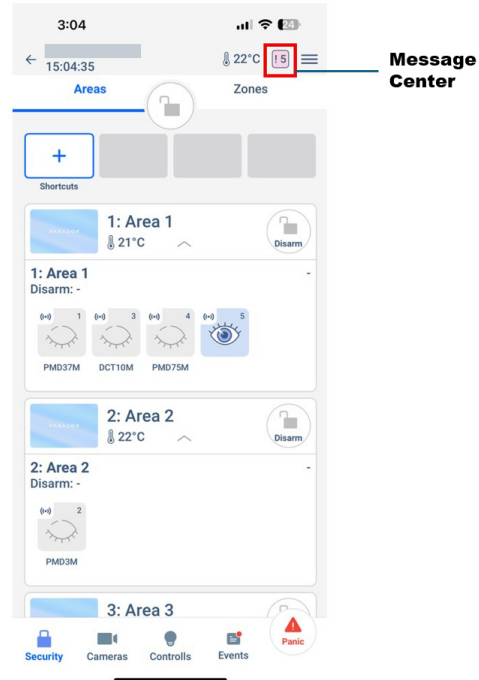 3:04
24
15:04:35
22°C
! 5
Message
Center
Areas
Zones
+
Shortcuts
PARADOX
1: Area 1
21°C
Disarm
1: Area 1
-
Disarm: -
1
3
4
5
PMD37M
DCT10M
PMD75M
PARADOX
2: Area 2
22°C
Disarm
2: Area 2
-
Disarm: -
2
PMD3M
3: Area 3
Security
Cameras
Controlls
Events
Panic